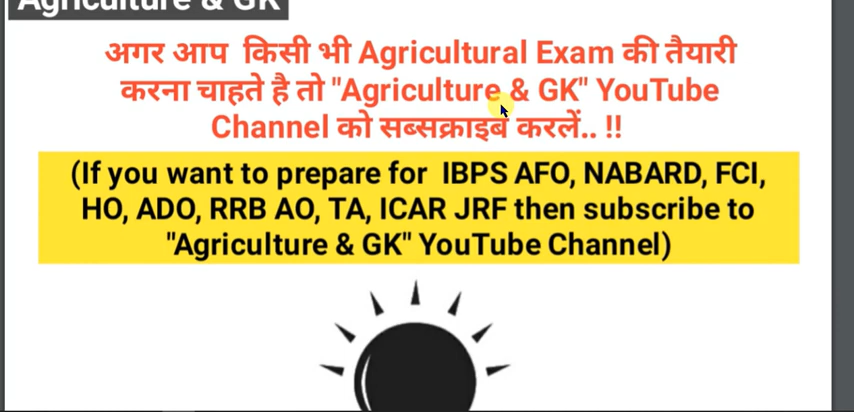 Agriculture & GK
अगर आप किसी भी Agricultural Exam की तैयारी
करना चाहते है तो "Agriculture & GK" YouTube
Channel को सब्सक्राइब करलें.. !!
(If you want to prepare for IBPS AFO, NABARD, FCI,
HO, ADO, RRB AO, TA, ICAR JRF then subscribe to
"Agriculture & GK" YouTube Channel)